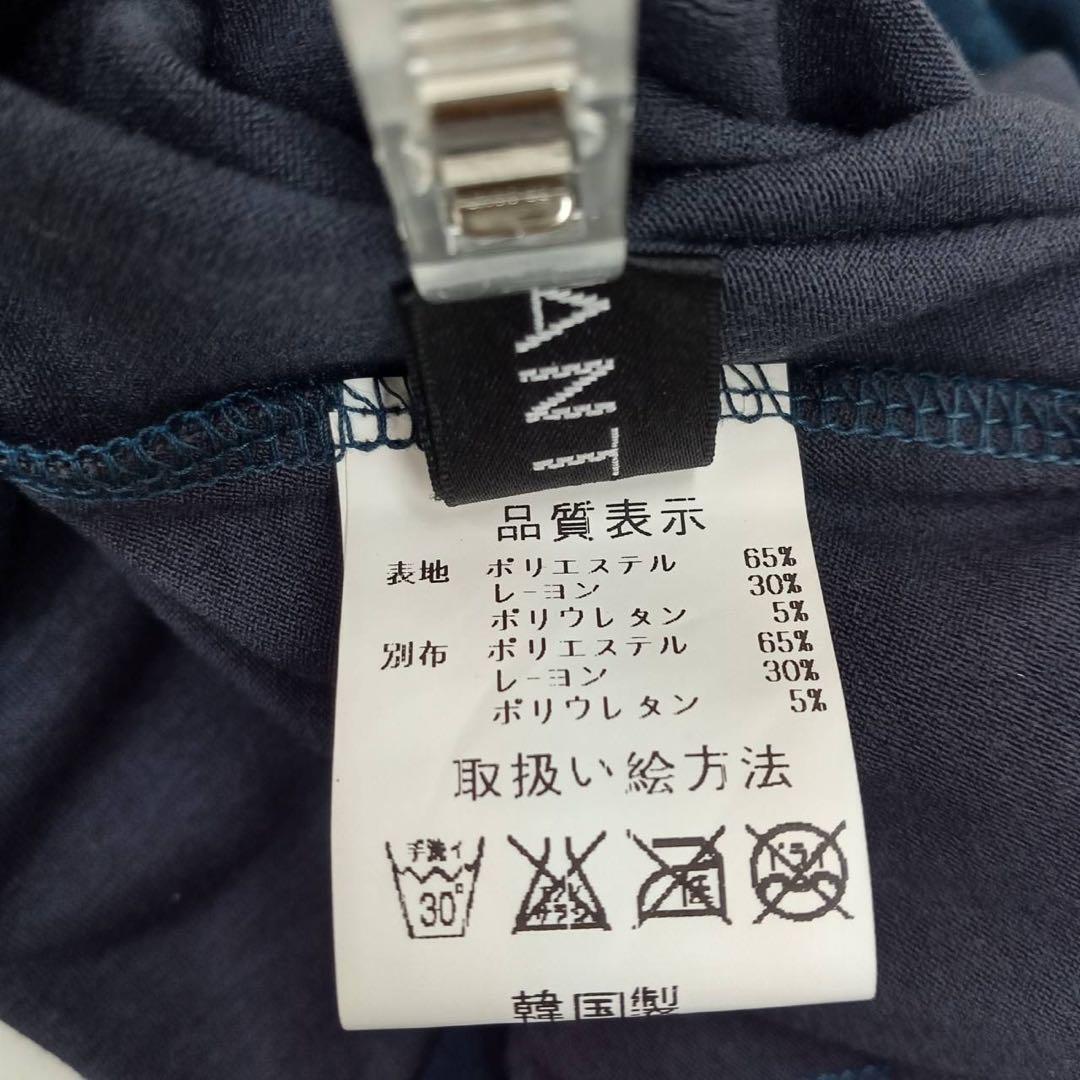 ANT
品質表示
表地 ポリエステル 65%
レーヨン 30%
ポリウレタン 5%
別布 ポリエステル 65%
レーヨン 30%
ポリウレタン 5%
取扱い絵方法
手洗イ
30°
ドライ
韓国製